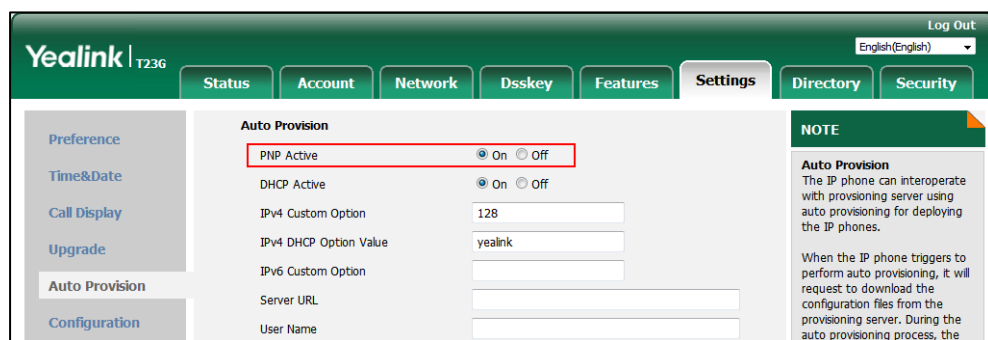 Log Out
Yealink T23G
English(English)
Status Account Network Dsskey Features Settings Directory Security
Preference
Time&Date
Call Display
Upgrade
Auto Provision
Configuration
Auto Provision
PNP Active On Off
DHCP Active On Off
IPv4 Custom Option 128
IPv4 DHCP Option Value yealink
IPv6 Custom Option
Server URL
User Name
NOTE
Auto Provision
The IP phone can interoperate
with provsioning server using
auto provisioning for deploying
the IP phones.
When the IP phone triggers to
perform auto provisioning, it will
request to download the
configuration files from the
provisioning server. During the
auto provisioning process, the